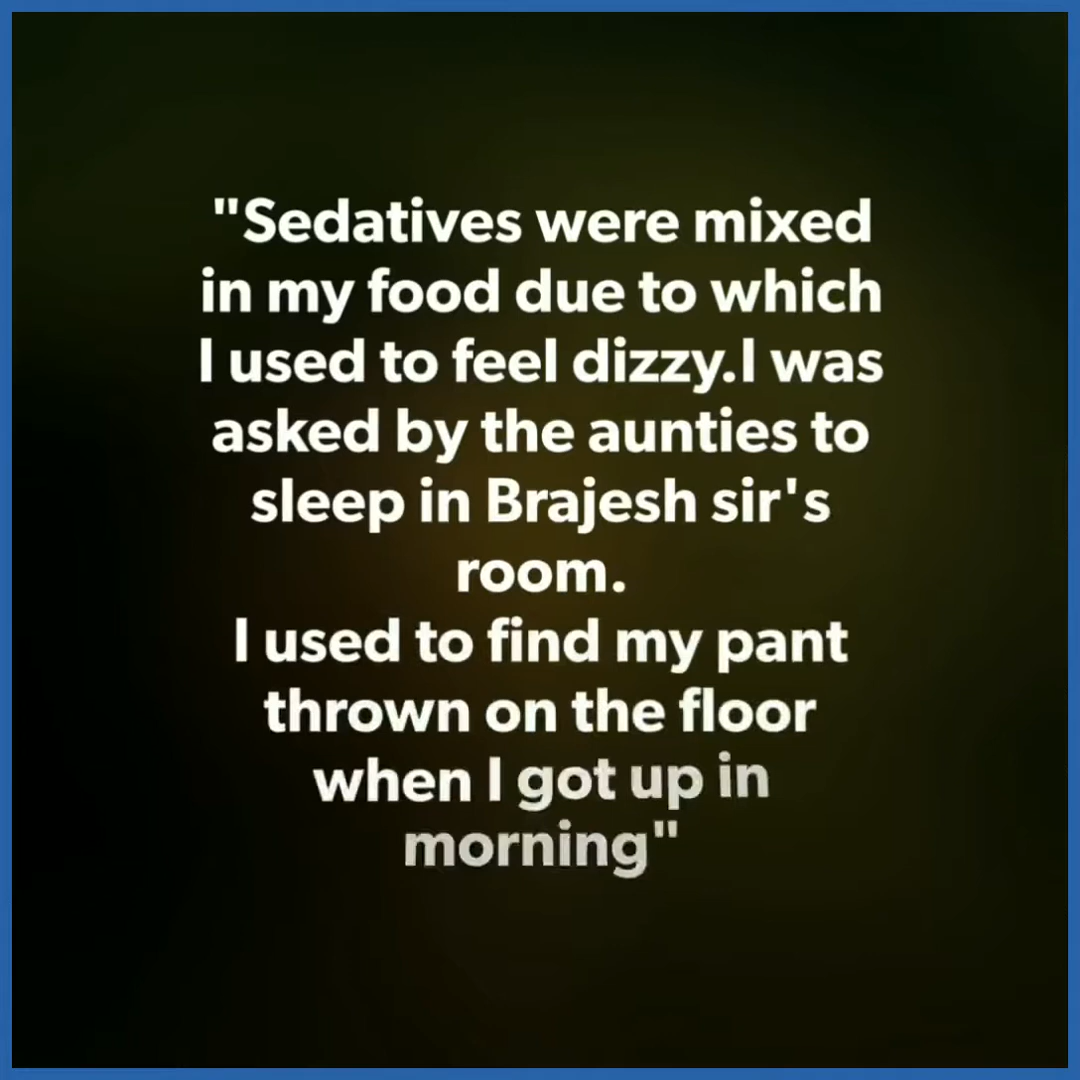 "Sedatives were mixed
in my food due to which
I used to feel dizzy.I was
asked by the aunties to
sleep in Brajesh sir's
room.
I used to find my pant
thrown on the floor
when I got up in
morning"